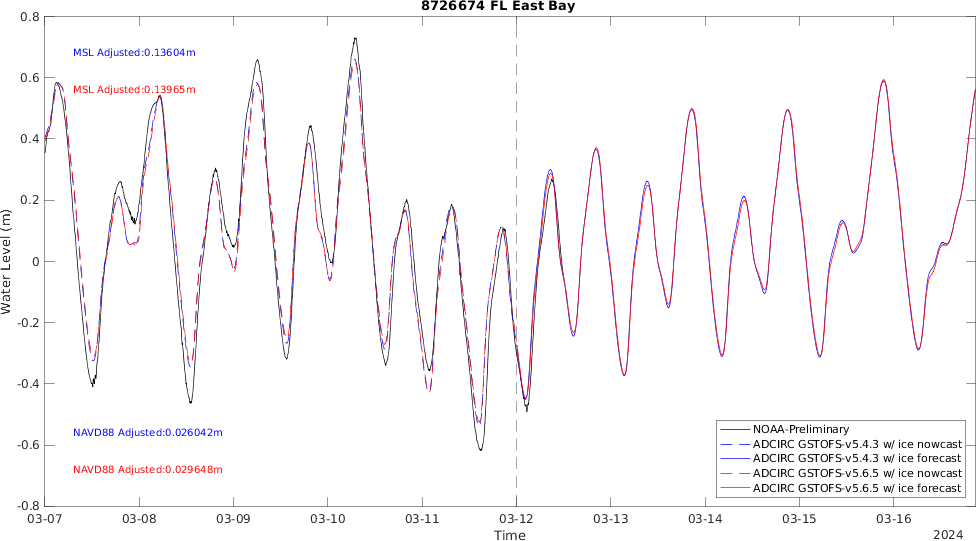 8726674 FL East Bay
0.8
0.6
0.4
0.2
0
-0.2
-0.4
-0.6
-0.8
Water Level (m)
MSL Adjusted:0.13604m
MSL Adjusted:0.13965m
NAVD88 Adjusted:0.026042m
NAVD88 Adjusted:0.029648m
NOAA-Preliminary
ADCIRC GSTOFS-v5.4.3 w/ ice nowcast
ADCIRC GSTOFS-v5.4.3 w/ ice forecast
ADCIRC GSTOFS-v5.6.5 w/ ice nowcast
ADCIRC GSTOFS-v5.6.5 w/ ice forecast
03-07 03-08 03-09 03-10 03-11 03-12 03-13 03-14 03-15 03-16
Time
2024